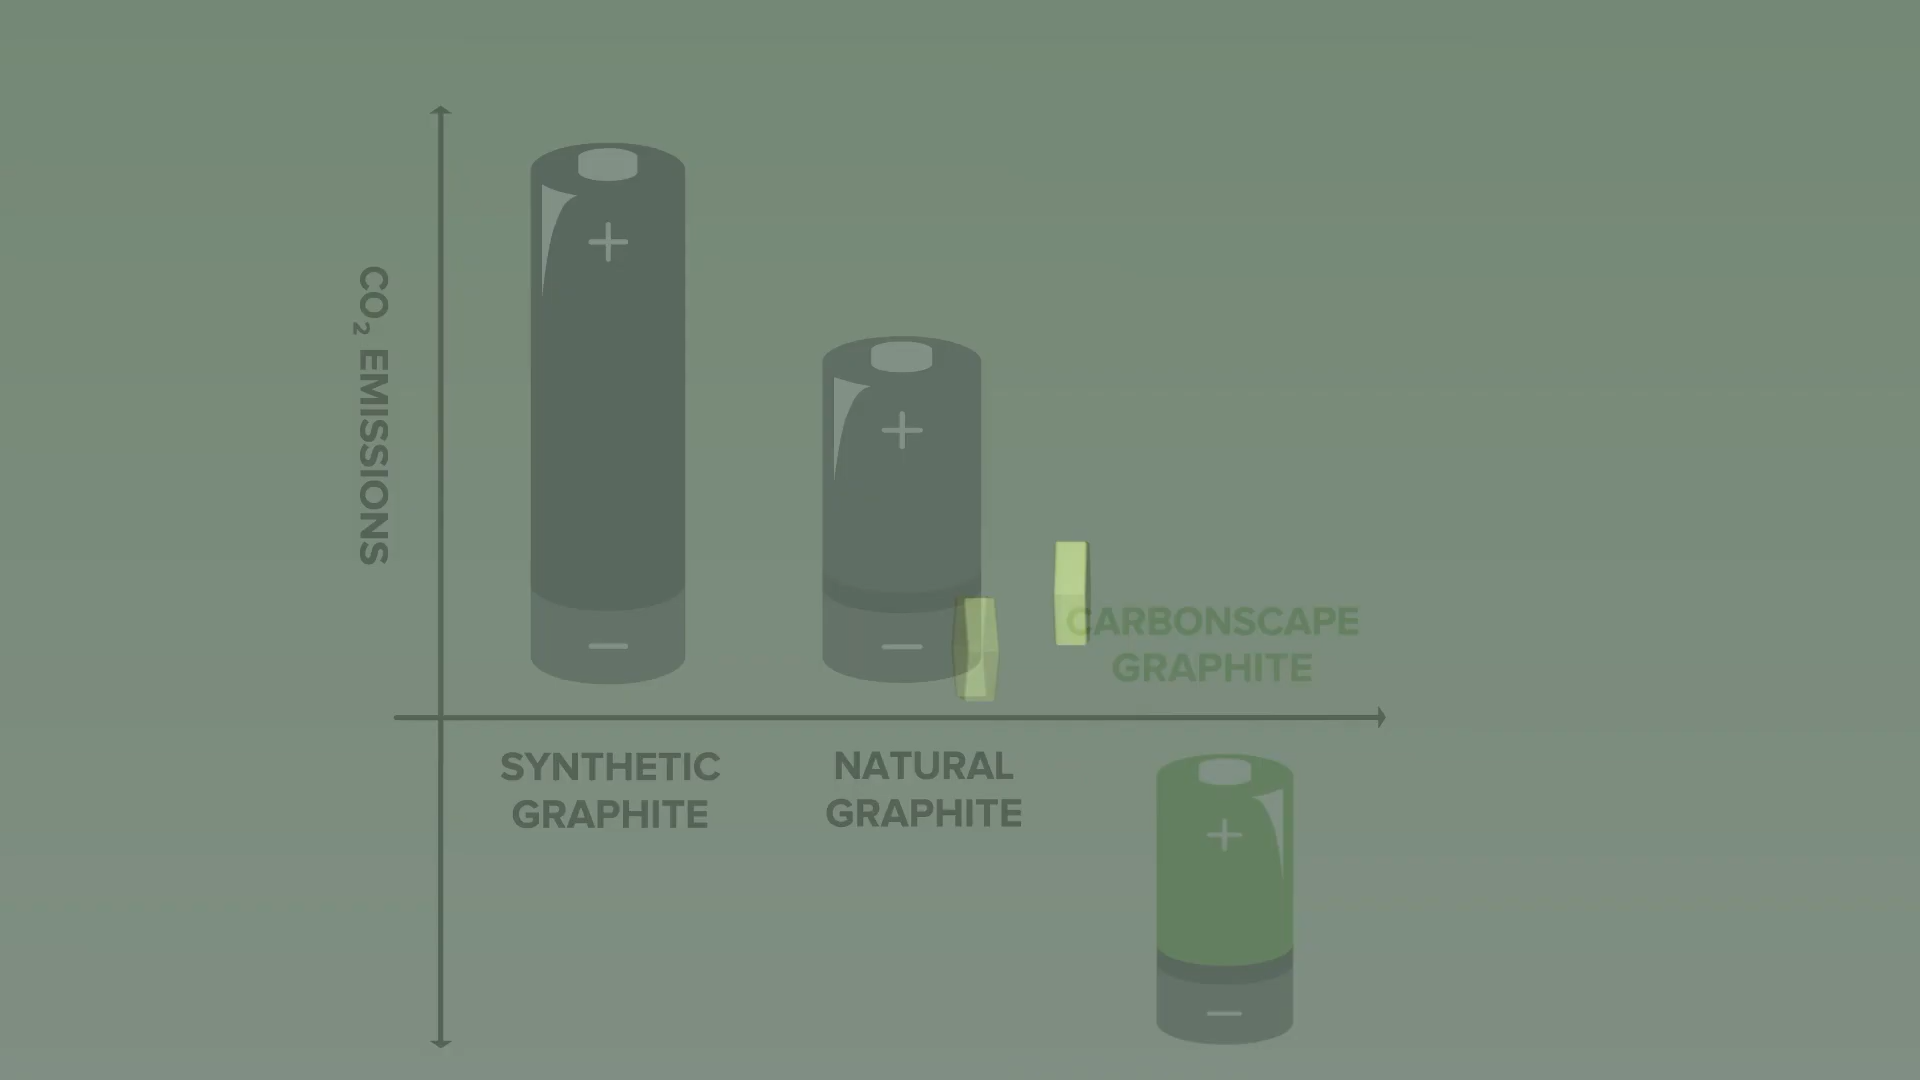 CO₂ EMISSIONS
CARBONSCAPE
GRAPHITE
SYNTHETIC
GRAPHITE
NATURAL
GRAPHITE